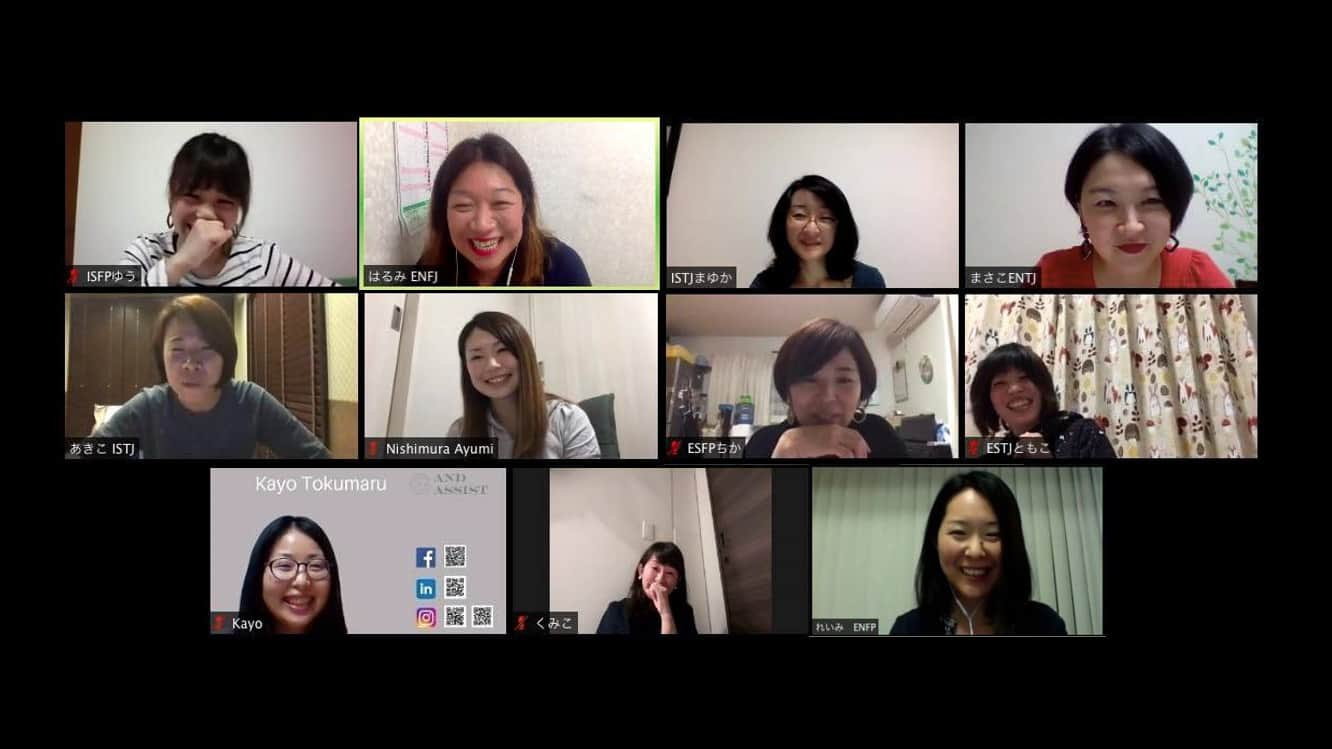 ISFPゆう
はるみ ENFJ
ISTJまゆか
まさこENTJ
あきこ ISTJ
Nishimura Ayumi
ESFPちか
ESTJともこ
Kayo Tokumaru
AND
ASSIST
in
Kayo
くみこ
れいみ ENFP